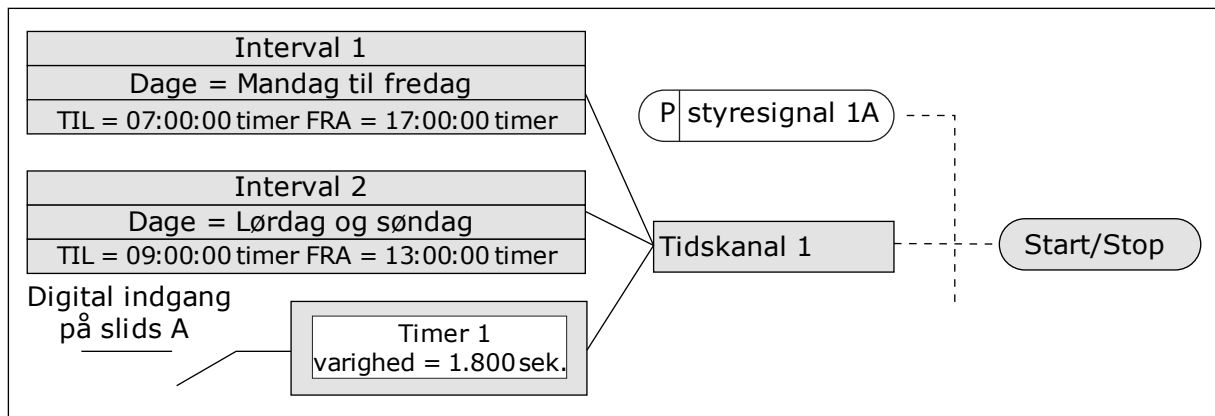 Interval 1
Dage = Mandag til fredag
TIL = 07:00:00 timer FRA = 17:00:00 timer
Interval 2
Dage = Lørdag og søndag
TIL = 09:00:00 timer FRA = 13:00:00 timer
Digital indgang
på slids A
Timer 1
varighed = 1.800 sek.
P styresignal 1A
Tidskanal 1
Start/Stop